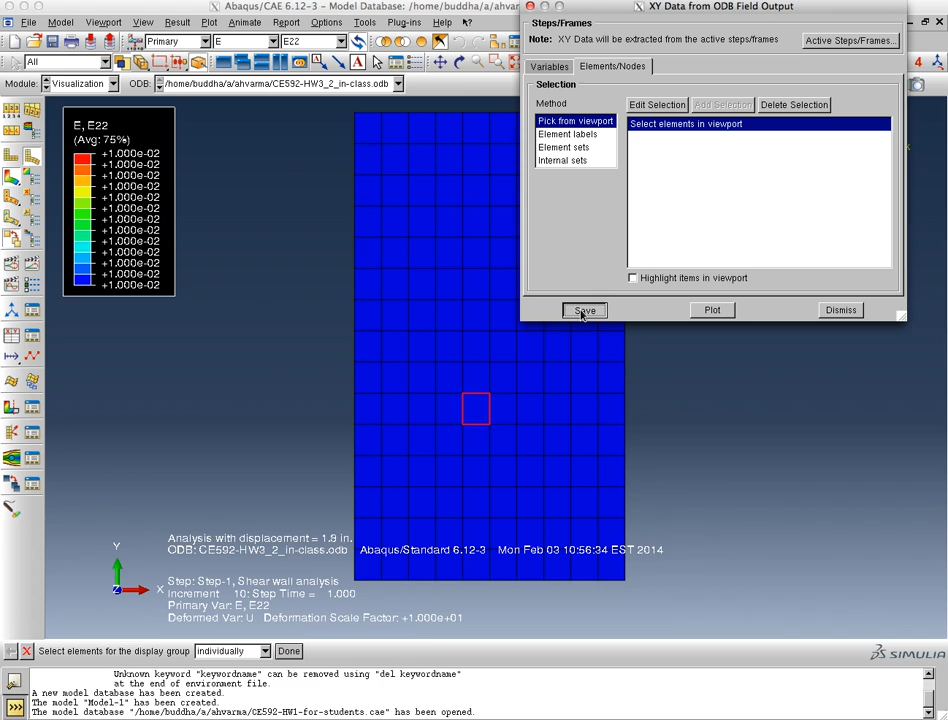 Abaqus/CAE 6.12-3 - Model Database: /home/buddha/a/ahvar
XY Data from ODB Field Output
File Model Viewport View Result Plot Animate Report Options Tools Plug-ins Help
Primary E E22
All
Module: Visualization ODB: /home/buddha/a/ahvarma/CE592-HW3_2_in-class.odb
4
Steps/Frames
Note: XY Data will be extracted from the active steps/frames
Active Steps/Frames...
Variables Elements/Nodes
Selection
Method
Edit Selection Add Selection Delete Selection
Pick from viewport
Element labels
Element sets
Internal sets
Select elements in viewport
Highlight items in viewport
Save Plot Dismiss
E, E22
(Avg: 75%)
+1.000e-02
+1.000e-02
+1.000e-02
+1.000e-02
+1.000e-02
+1.000e-02
+1.000e-02
+1.000e-02
+1.000e-02
+1.000e-02
+1.000e-02
+1.000e-02
+1.000e-02
Y
X
Z
Analysis with displacement = 1.8 in.
ODB: CE592-HW3_2_in-class.odb Abaqus/Standard 6.12-3 Mon Feb 03 10:56:34 EST 2014
Step: Step-1, Shear wall analysis
Increment 10: Step Time = 1.000
Primary Var: E, E22
Deformed Var: U Deformation Scale Factor: +1.000e+01
Select elements for the display group individually Done
SIMULIA
Unknown keyword "keywordname" can be removed using "del keywordname"
at the end of environment file.
A new model database has been created.
The model "Model-1" has been created.
The model database "/home/buddha/a/ahvarma/CE592-HW1-for-students.cae" has been opened.
>>>